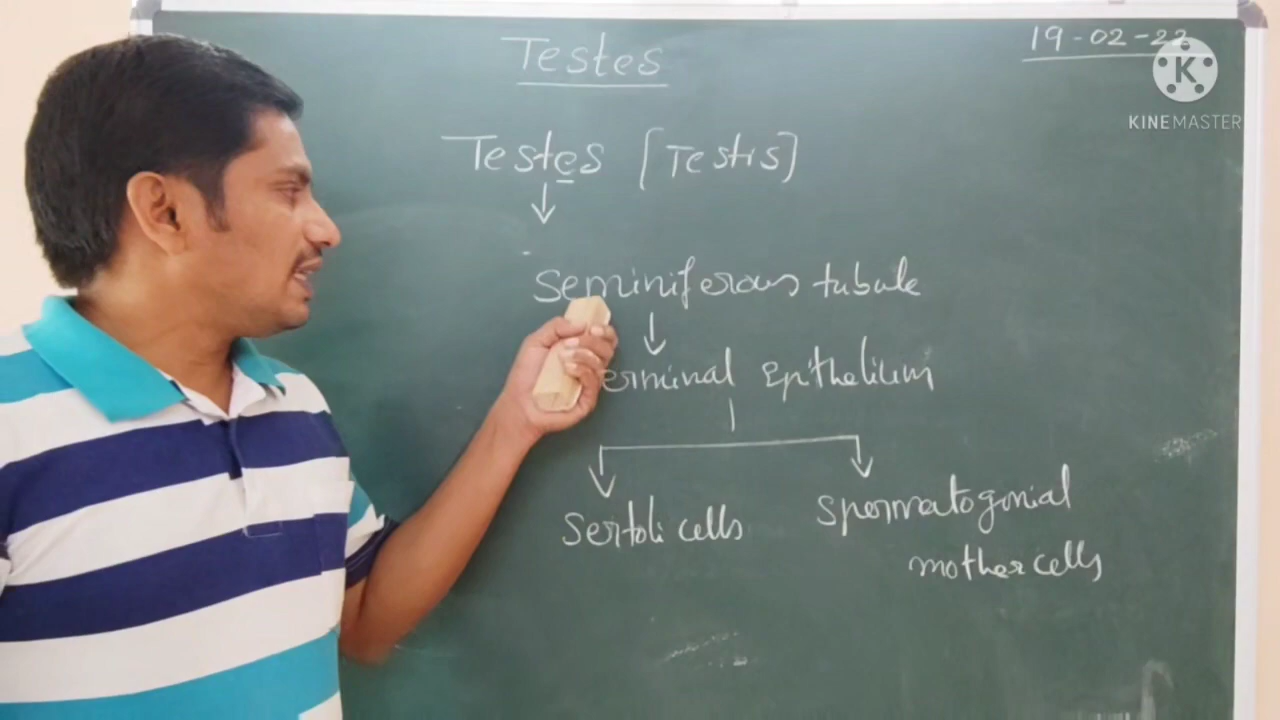 Testes
19-02-22
KINEMASTER
Testes [Testis]
Seminiferous tubule
erminal Epithelium
Sertoli cells
Spermatogonial
mother cells